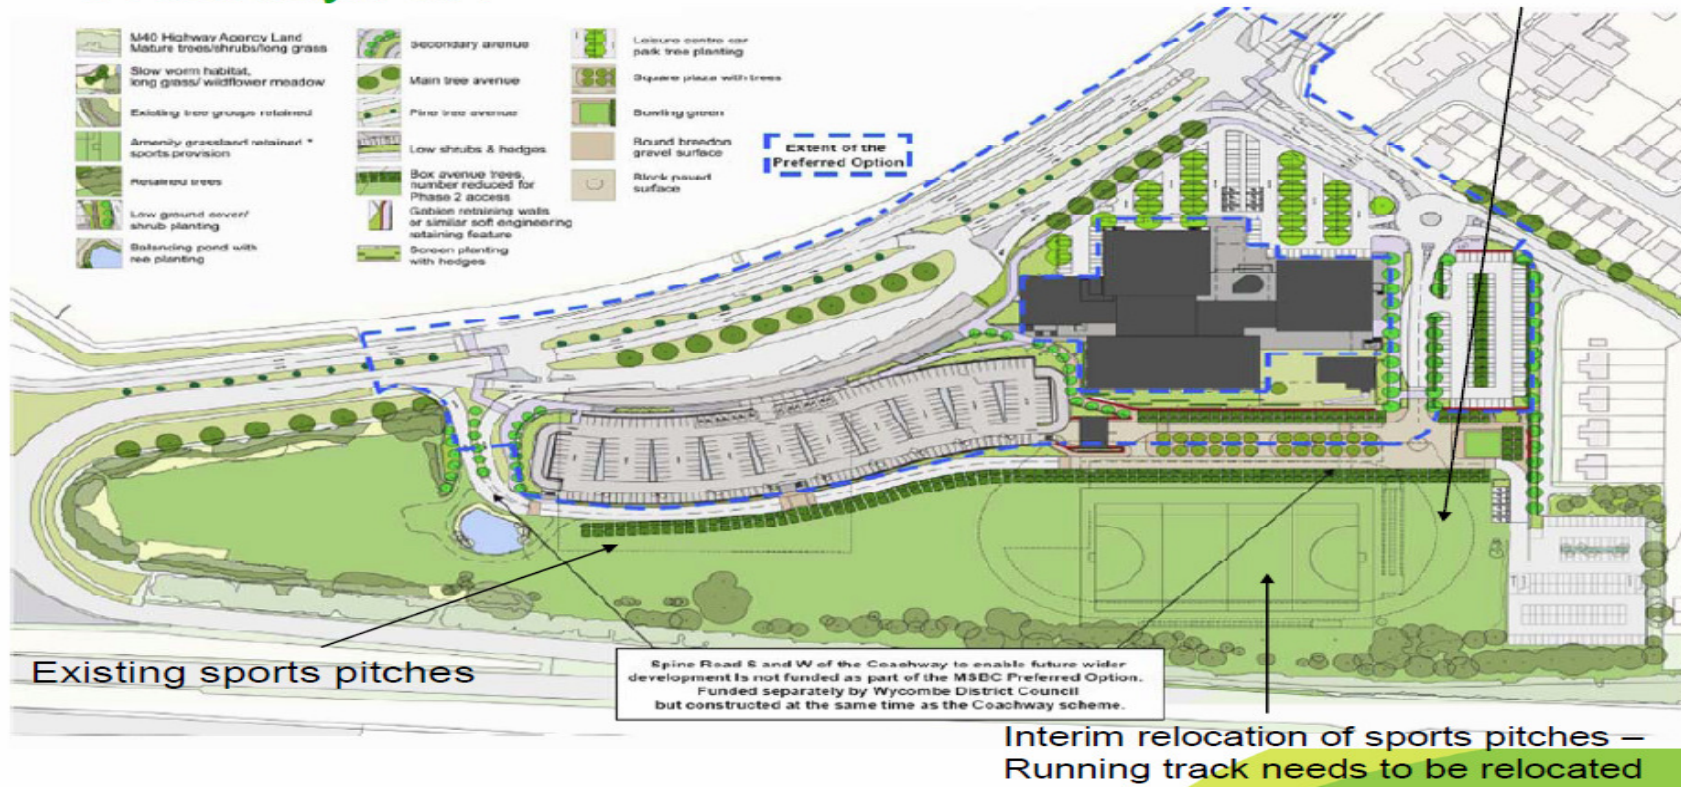 M40 Highway Agency Land
Mature trees/shrubs/long grass
Slow worm habitat,
long grass/ wildflower meadow
Existing tree groups retained
Amenity grassland retained *
sports provision
Retained trees
Low ground cover/
shrub planting
Balancing pond with
ree planting
Secondary avenue
Main tree avenue
Pine tree avenue
Low shrubs & hedges
Box avenue trees,
number reduced for
Phase 2 access
Gabion retaining walls
or similar soft engineering
retaining feature
Screen planting
with hedges
Leisure centre car
park tree planting
Square plaza with trees
Bowling green
Bound breedon
gravel surface
Block paved
surface
Extent of the
Preferred Option
Existing sports pitches
Spine Road S and W of the Coachway to enable future wider
development Is not funded as part of the MSBC Preferred Option.
Funded separately by Wycombe District Council
but constructed at the same time as the Coachway scheme.
Interim relocation of sports pitches –
Running track needs to be relocated